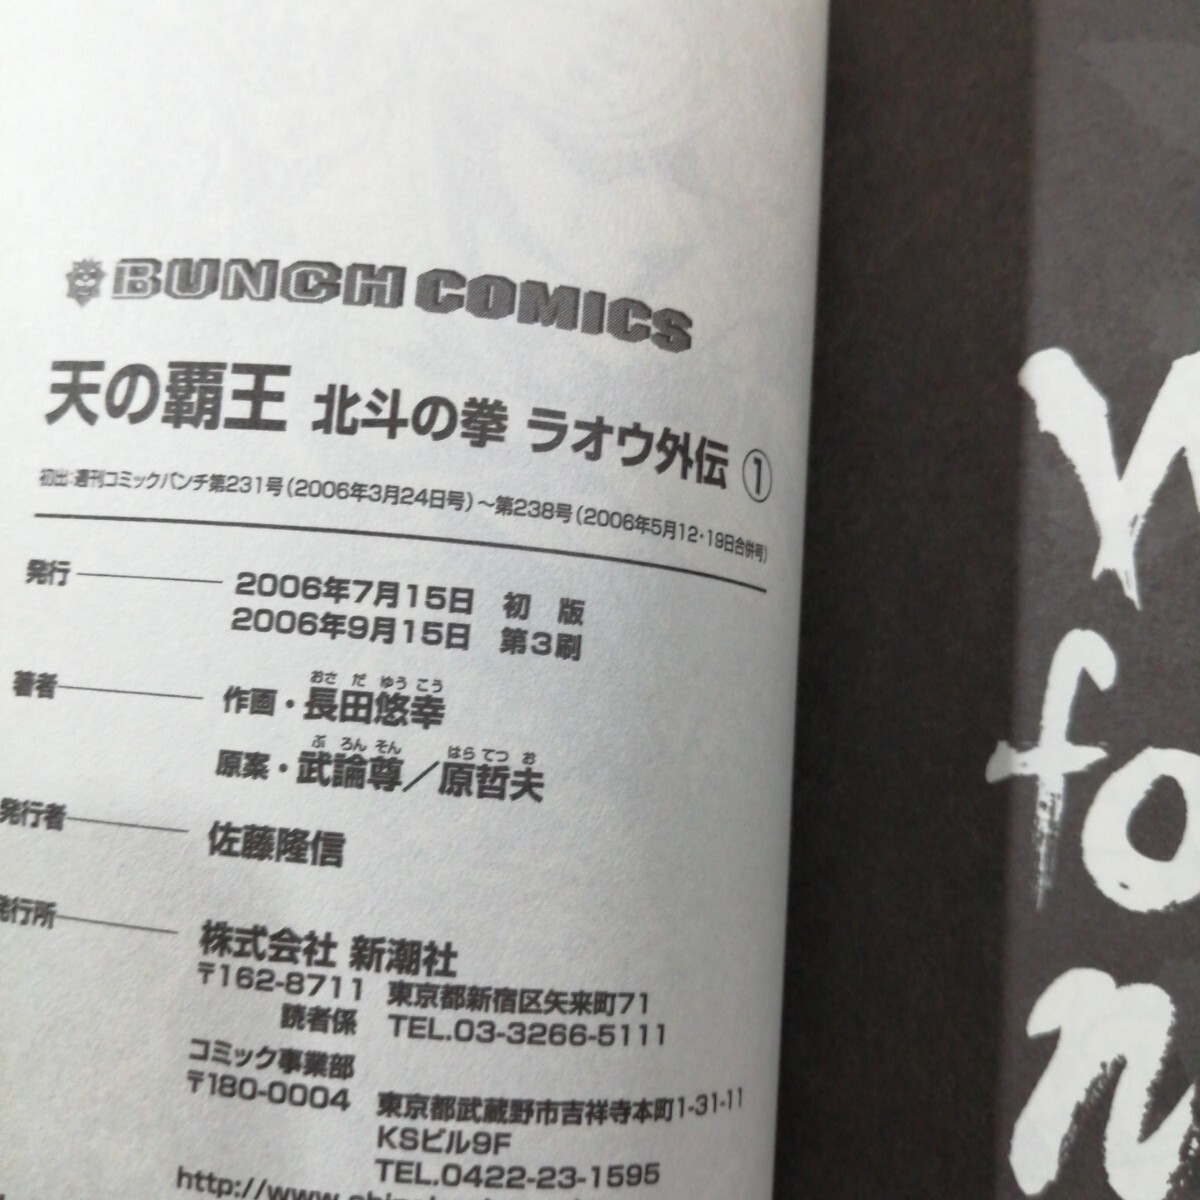 BUNCH COMICS
天の覇王 北斗の拳 ラオウ外伝 ①
初出:週刊コミックバンチ第231号(2006年3月24日号)〜第238号(2006年5月12・19日合併号)
発行 2006年7月15日 初 版
2006年9月15日 第3刷
おさ だ ゆう こう
著者 作画・長田悠幸
ぶ ろん そん はら てつ お
原案・武論尊/原哲夫
発行者 佐藤隆信
発行所 株式会社 新潮社
〒162-8711 東京都新宿区矢来町71
読者係 TEL.03-3266-5111
コミック事業部
〒180-0004 東京都武蔵野市吉祥寺本町1-31-11
KSビル9F
TEL.0422-23-1595
http://www.
fo